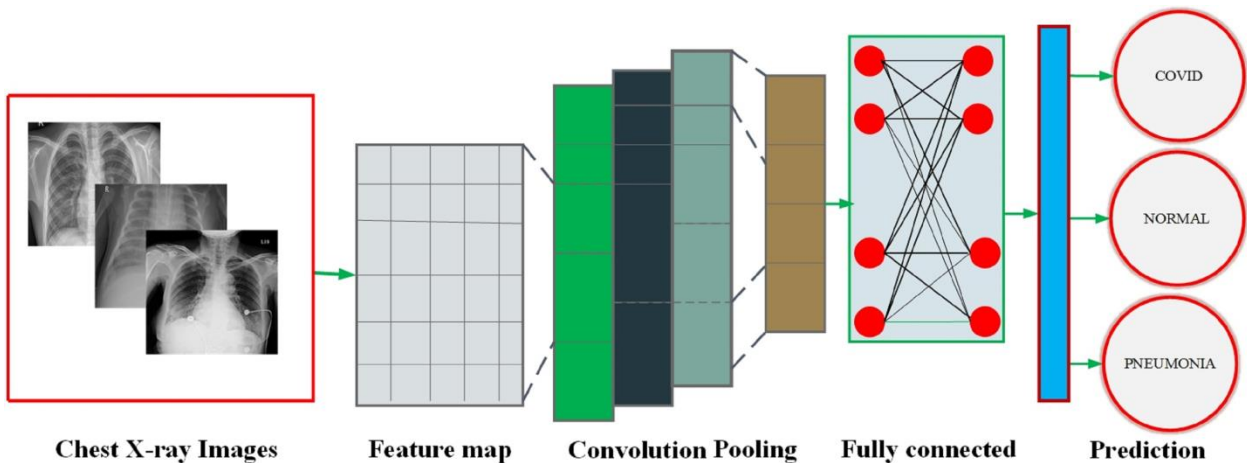 COVID
NORMAL
PNEUMONIA
Chest X-ray Images
Feature map
Convolution Pooling
Fully connected
Prediction